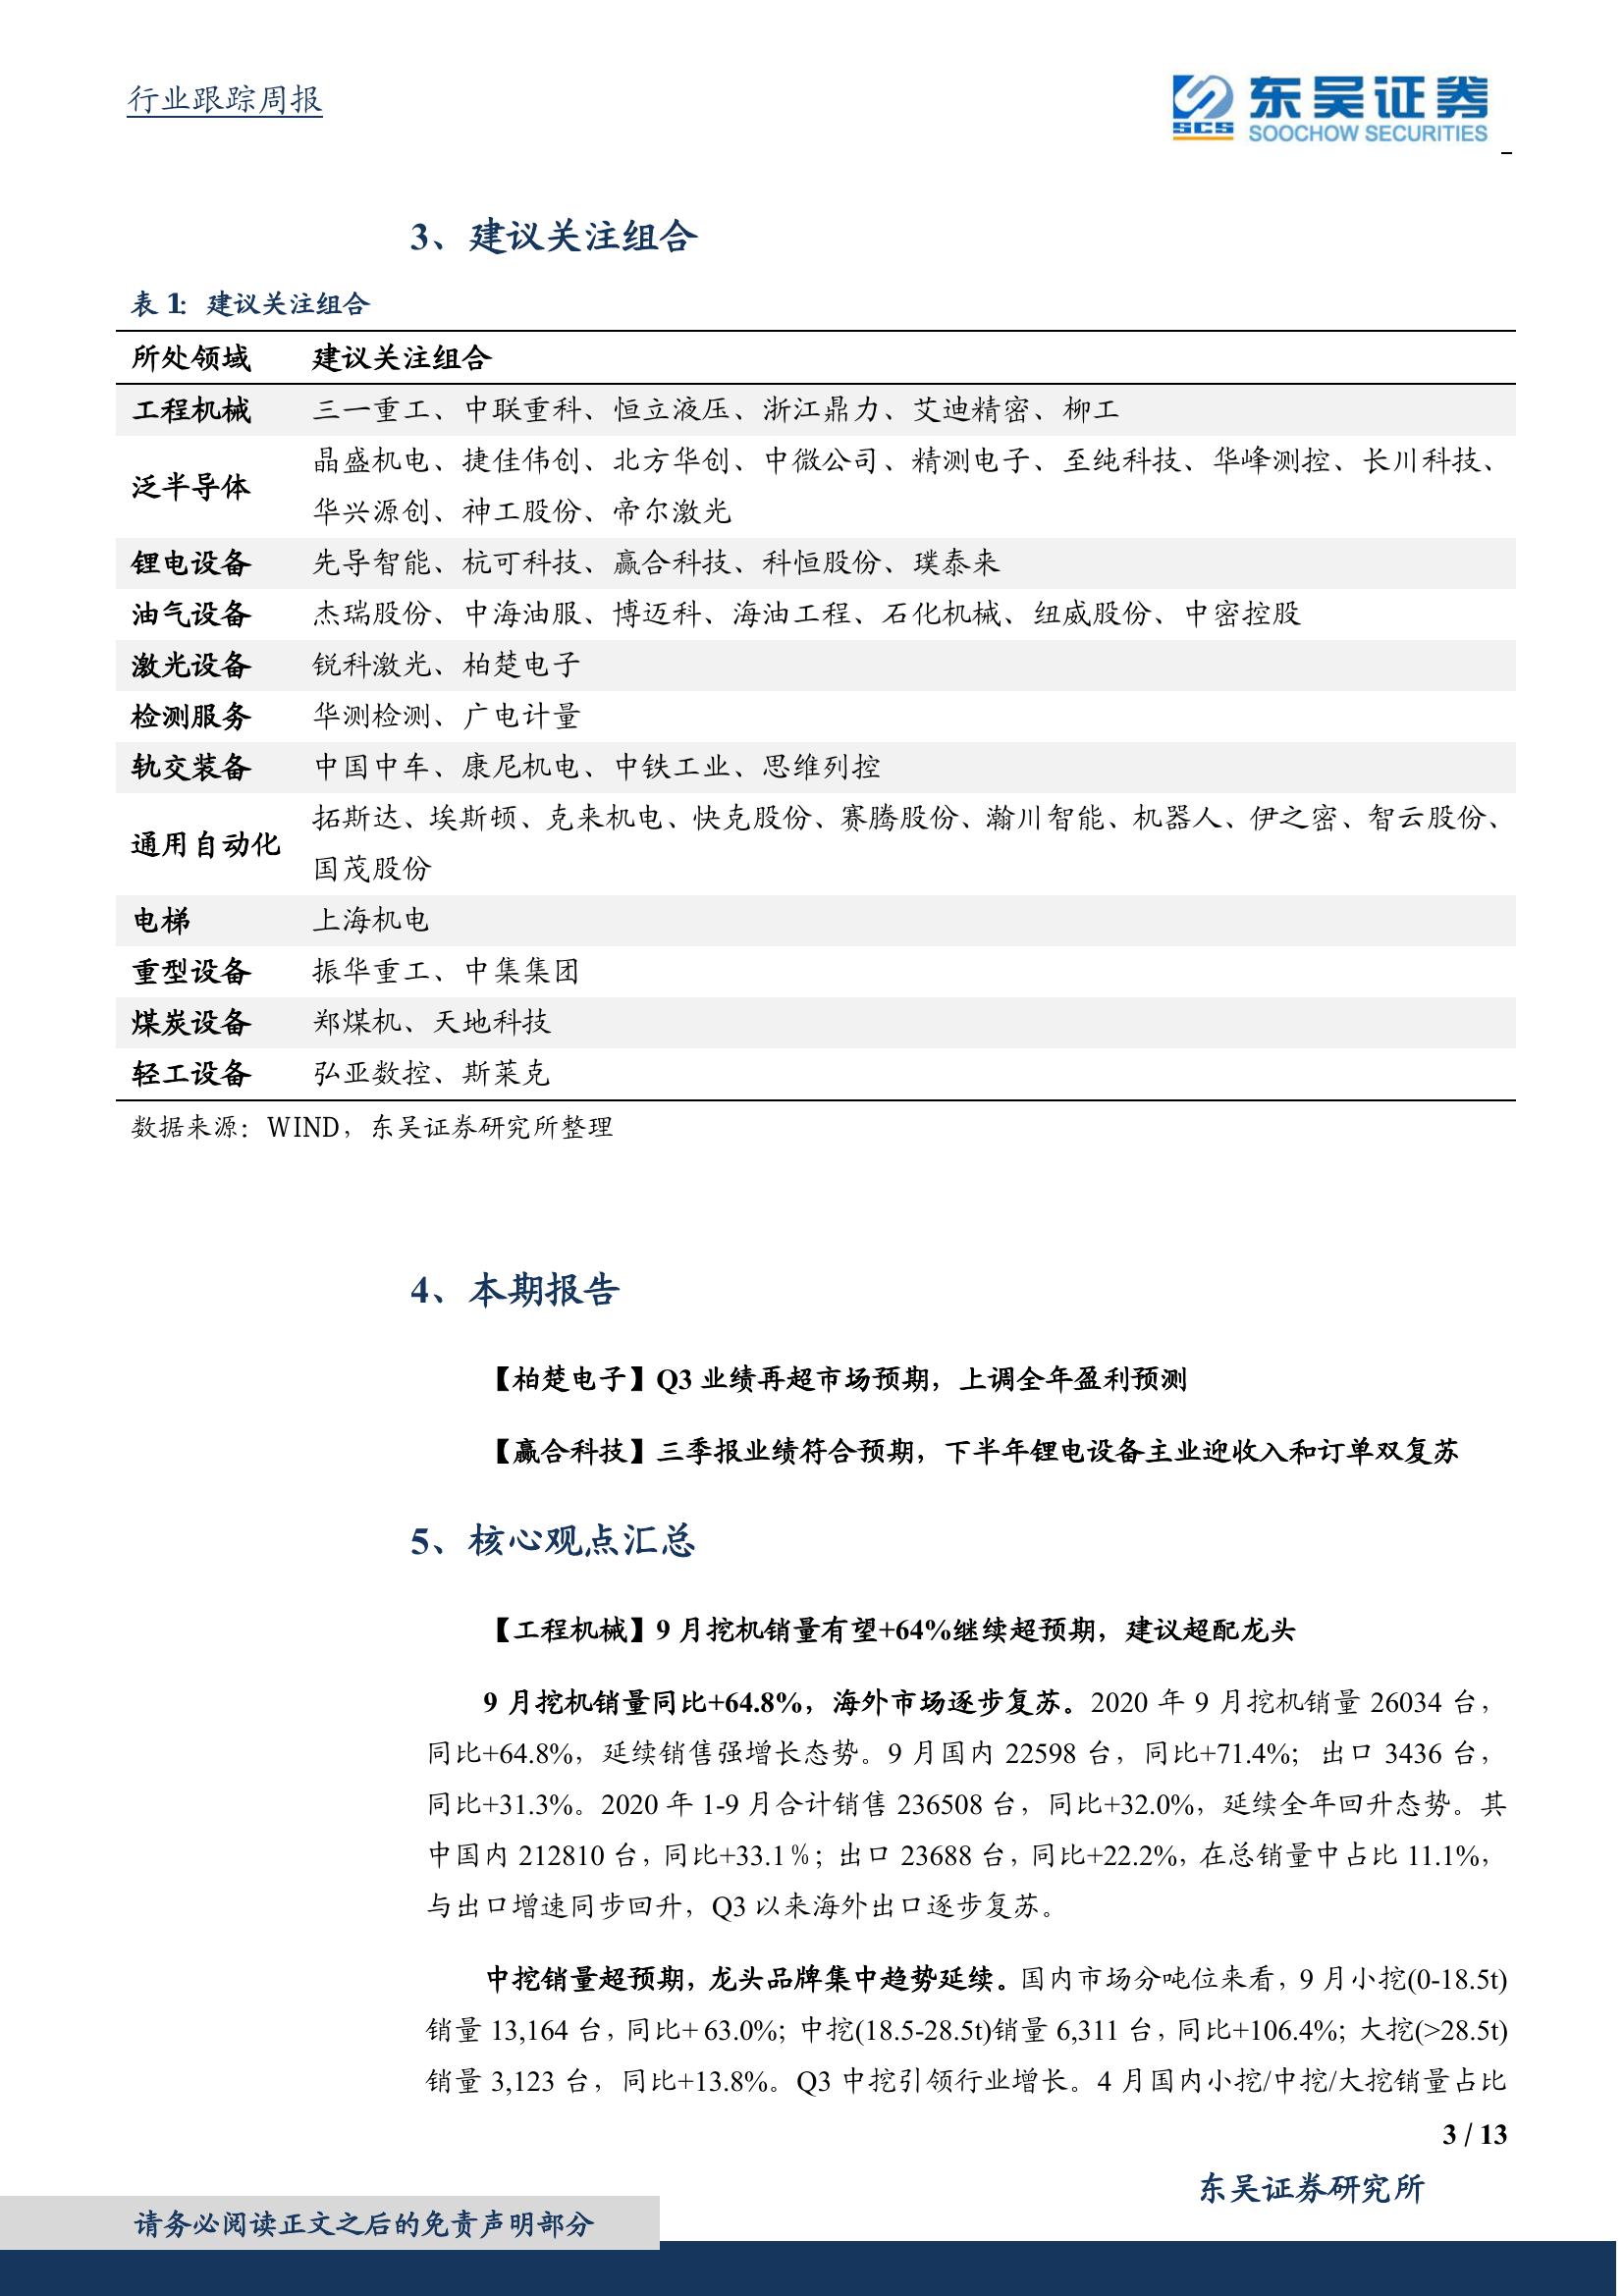 行业跟踪周报
SCS
东吴证券
SOOCHOW SECURITIES
3、建议关注组合
表 1: 建议关注组合
所处领域 建议关注组合
工程机械 三一重工、中联重科、恒立液压、浙江鼎力、艾迪精密、柳工
泛半导体 晶盛机电、捷佳伟创、北方华创、中微公司、精测电子、至纯科技、华峰测控、长川科技、
华兴源创、神工股份、帝尔激光
锂电设备 先导智能、杭可科技、赢合科技、科恒股份、璞泰来
油气设备 杰瑞股份、中海油服、博迈科、海油工程、石化机械、纽威股份、中密控股
激光设备 锐科激光、柏楚电子
检测服务 华测检测、广电计量
轨交装备 中国中车、康尼机电、中铁工业、思维列控
通用自动化 拓斯达、埃斯顿、克来机电、快克股份、赛腾股份、瀚川智能、机器人、伊之密、智云股份、
国茂股份
电梯 上海机电
重型设备 振华重工、中集集团
煤炭设备 郑煤机、天地科技
轻工设备 弘亚数控、斯莱克
数据来源：WIND，东吴证券研究所整理
4、本期报告
【柏楚电子】Q3 业绩再超市场预期，上调全年盈利预测
【赢合科技】三季报业绩符合预期，下半年锂电设备主业迎收入和订单双复苏
5、核心观点汇总
【工程机械】9 月挖机销量有望+64%继续超预期，建议超配龙头
9 月挖机销量同比+64.8%，海外市场逐步复苏。2020 年 9 月挖机销量 26034 台，
同比+64.8%，延续销售强增长态势。9 月国内 22598 台，同比+71.4%；出口 3436 台，
同比+31.3%。2020 年 1-9 月合计销售 236508 台，同比+32.0%，延续全年回升态势。其
中国内 212810 台，同比+33.1％；出口 23688 台，同比+22.2%，在总销量中占比 11.1%，
与出口增速同步回升，Q3 以来海外出口逐步复苏。
中挖销量超预期，龙头品牌集中趋势延续。国内市场分吨位来看，9 月小挖(0-18.5t)
销量 13,164 台，同比+ 63.0%；中挖(18.5-28.5t)销量 6,311 台，同比+106.4%；大挖(>28.5t)
销量 3,123 台，同比+13.8%。Q3 中挖引领行业增长。4 月国内小挖/中挖/大挖销量占比
3 / 13
东吴证券研究所
请务必阅读正文之后的免责声明部分